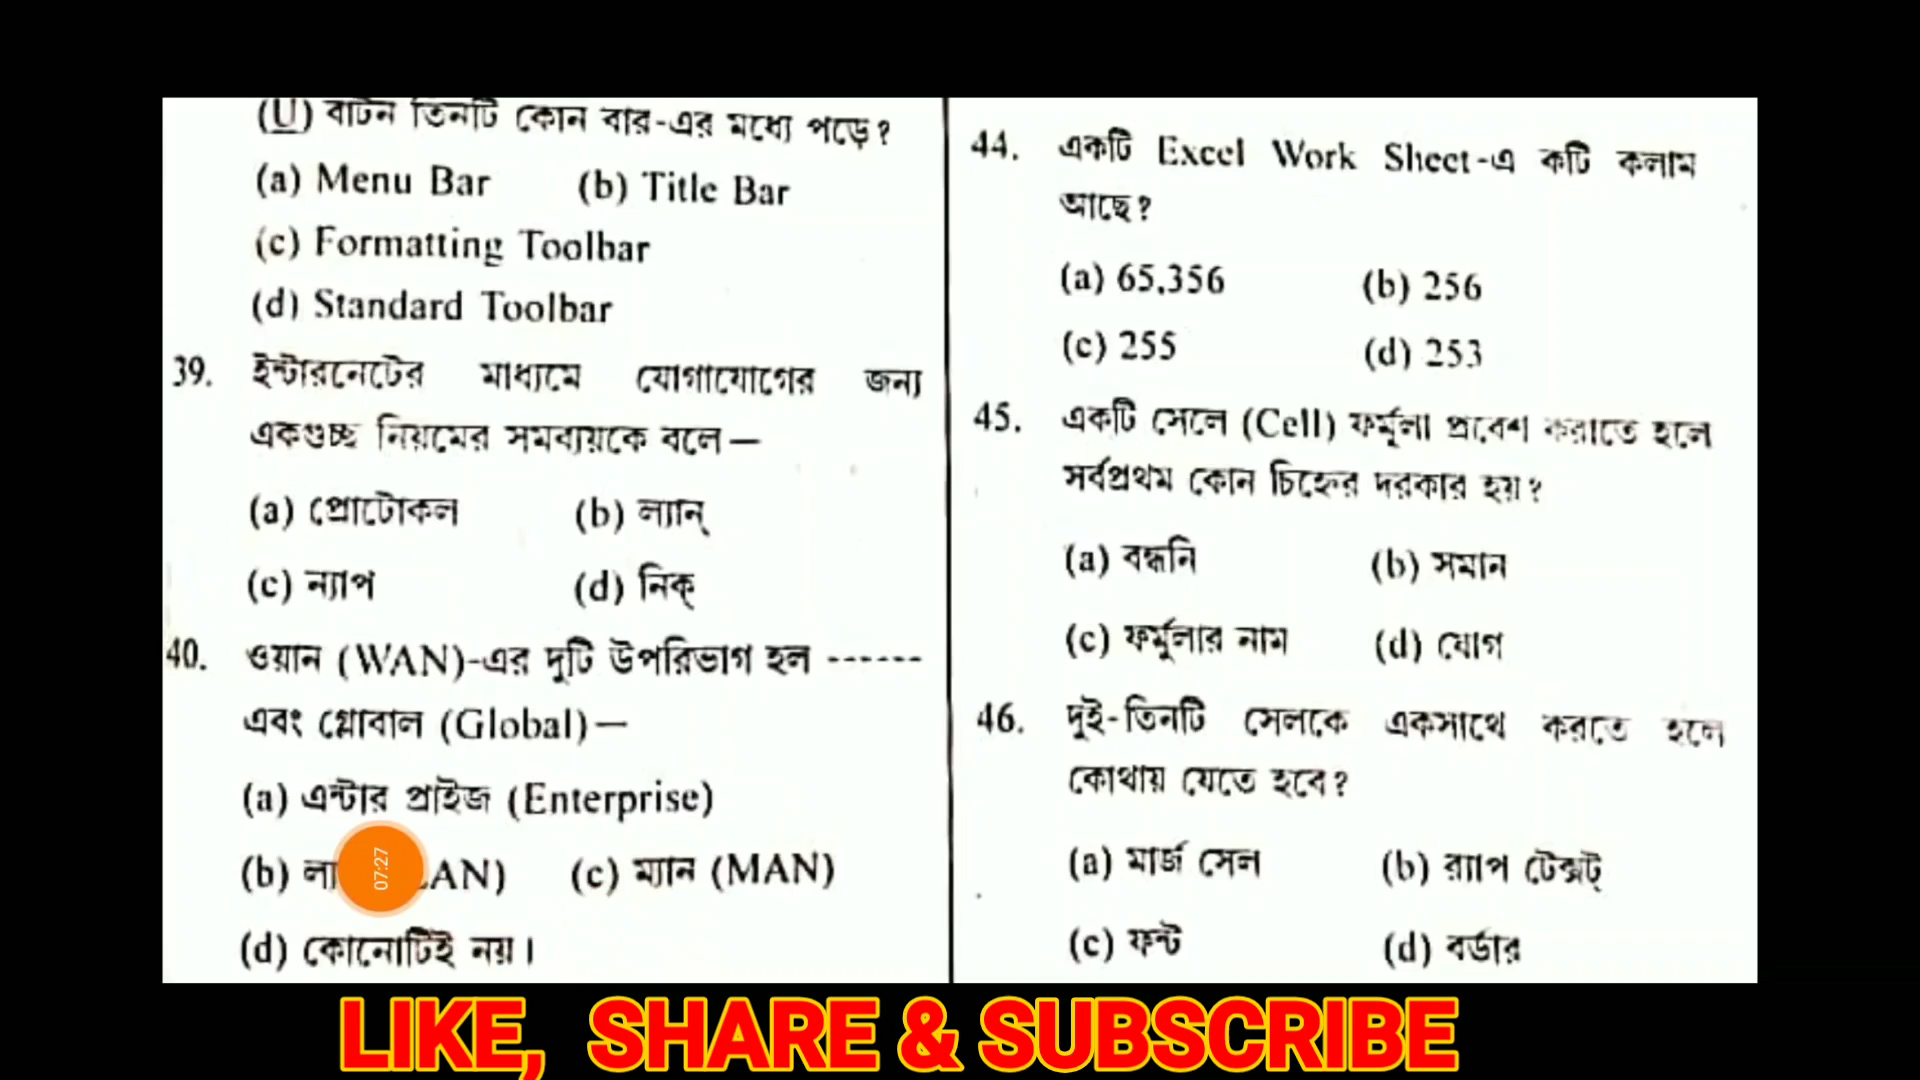 (U) বাটন তিনটি কোন বার-এর মধ্যে পড়ে?
(a) Menu Bar (b) Title Bar
(c) Formatting Toolbar
(d) Standard Toolbar
39. ইন্টারনেটের মাধ্যমে যোগাযোগের জন্য
একগুচ্ছ নিয়মের সমন্বয়কে বলে—
(a) প্রোটোকল (b) ল্যান্
(c) ন্যাপ (d) নিক্
40. ওয়ান (WAN)-এর দুটি উপরিভাগ হল ------
এবং গ্লোবাল (Global)—
(a) এন্টার প্রাইজ (Enterprise)
(b) (c) ম্যান (MAN)
07:27
(d) কোনোটিই নয়।
44. একটি Excel Work Sheet-এ কটি কলাম
আছে?
(a) 65,356 (b) 256
(c) 255 (d) 253
45. একটি সেলে (Cell) ফর্মূলা প্রবেশ করাতে হলে
সর্বপ্রথম কোন চিহ্নের দরকার হয়?
(a) বন্ধনি (b) সমান
(c) ফর্মূলার নাম (d) যোগ
46. দুই-তিনটি সেলকে একসাথে করতে হলে
কোথায় যেতে হবে?
(a) মার্জ সেল (b) র‍্যাপ টেক্সট্
(c) ফন্ট (d) বর্ডার
LIKE, SHARE & SUBSCRIBE